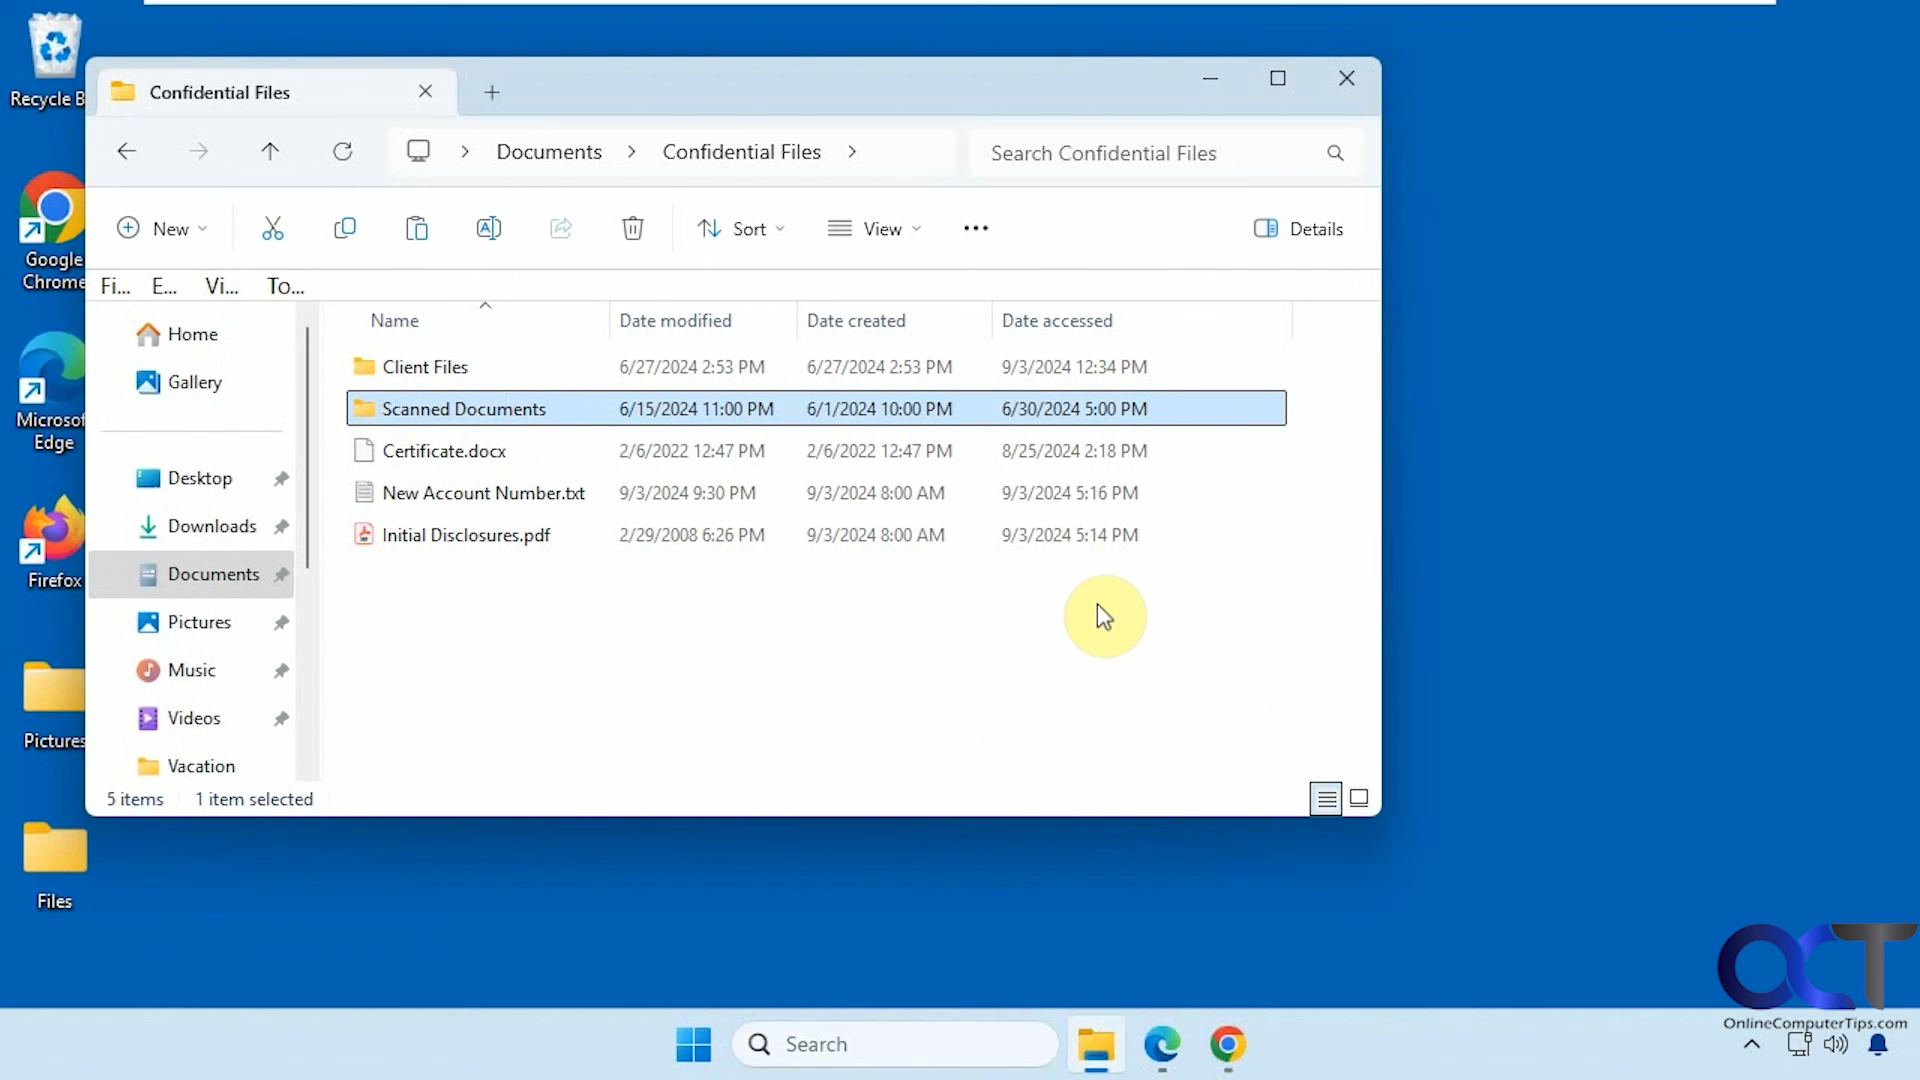 Recycle B
Confidential Files
Documents
Confidential Files
Search Confidential Files
New
Sort
View
Details
Fi... E... Vi... To...
Google
Chrome
Microsof
Edge
Firefox
Pictures
Files
Home
Gallery
Desktop
Downloads
Documents
Pictures
Music
Videos
Vacation
Name Date modified Date created Date accessed
Client Files 6/27/2024 2:53 PM 6/27/2024 2:53 PM 9/3/2024 12:34 PM
Scanned Documents 6/15/2024 11:00 PM 6/1/2024 10:00 PM 6/30/2024 5:00 PM
Certificate.docx 2/6/2022 12:47 PM 2/6/2022 12:47 PM 8/25/2024 2:18 PM
New Account Number.txt 9/3/2024 9:30 PM 9/3/2024 8:00 AM 9/3/2024 5:16 PM
Initial Disclosures.pdf 2/29/2008 6:26 PM 9/3/2024 8:00 AM 9/3/2024 5:14 PM
5 items 1 item selected
OCT
OnlineComputerTips.com
Search